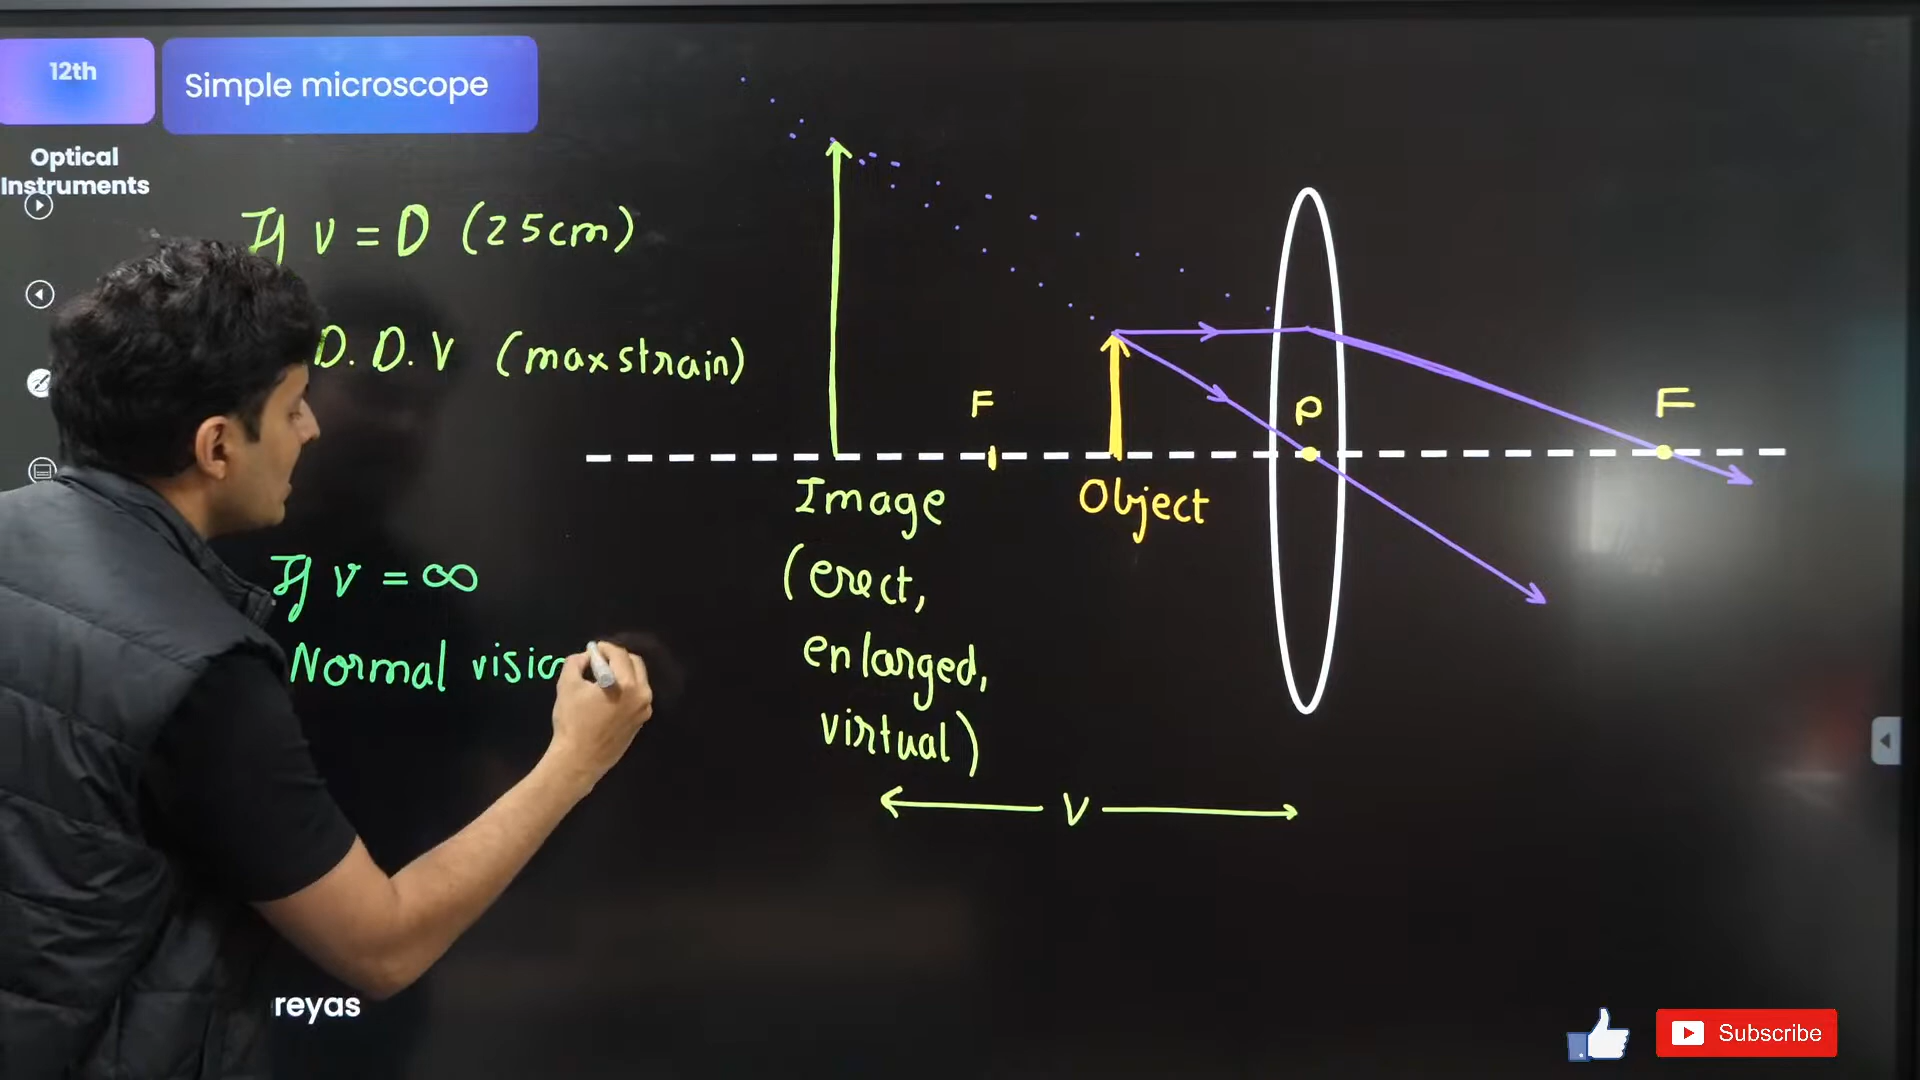 12th
Simple microscope
Optical
Instruments
If v = D (25cm)
D. D. V (max strain)
F
P
F
Image
Object
(erect,
enlarged,
virtual)
If v = ∞
Normal visio
v
reyas
Subscribe